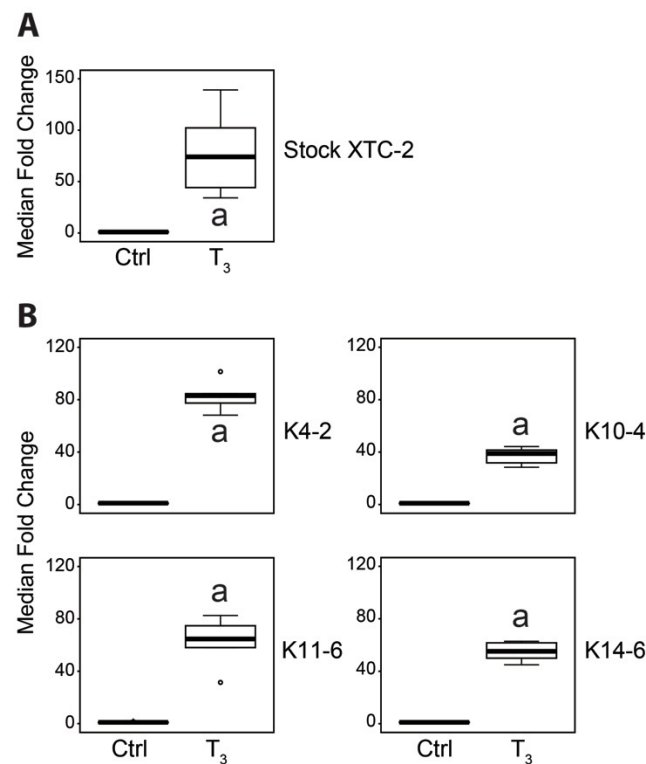 A
Median Fold Change
150
100
50
0
a
Ctrl T3
Stock XTC-2
B
Median Fold Change
120
80
40
0
a
K4-2
120
80
40
0
a
K10-4
120
80
40
0
a
Ctrl T3
K11-6
120
80
40
0
a
Ctrl T3
K14-6